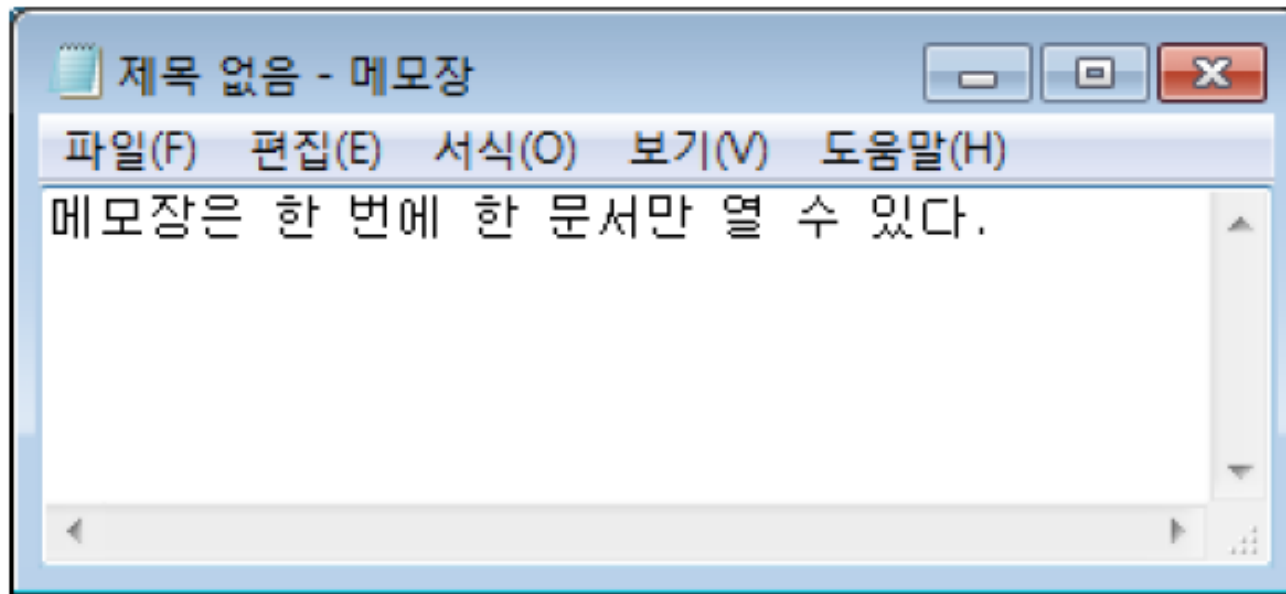 제목 없음 - 메모장
파일(F) 편집(E) 서식(O) 보기(V) 도움말(H)
메모장은 한 번에 한 문서만 열 수 있다.